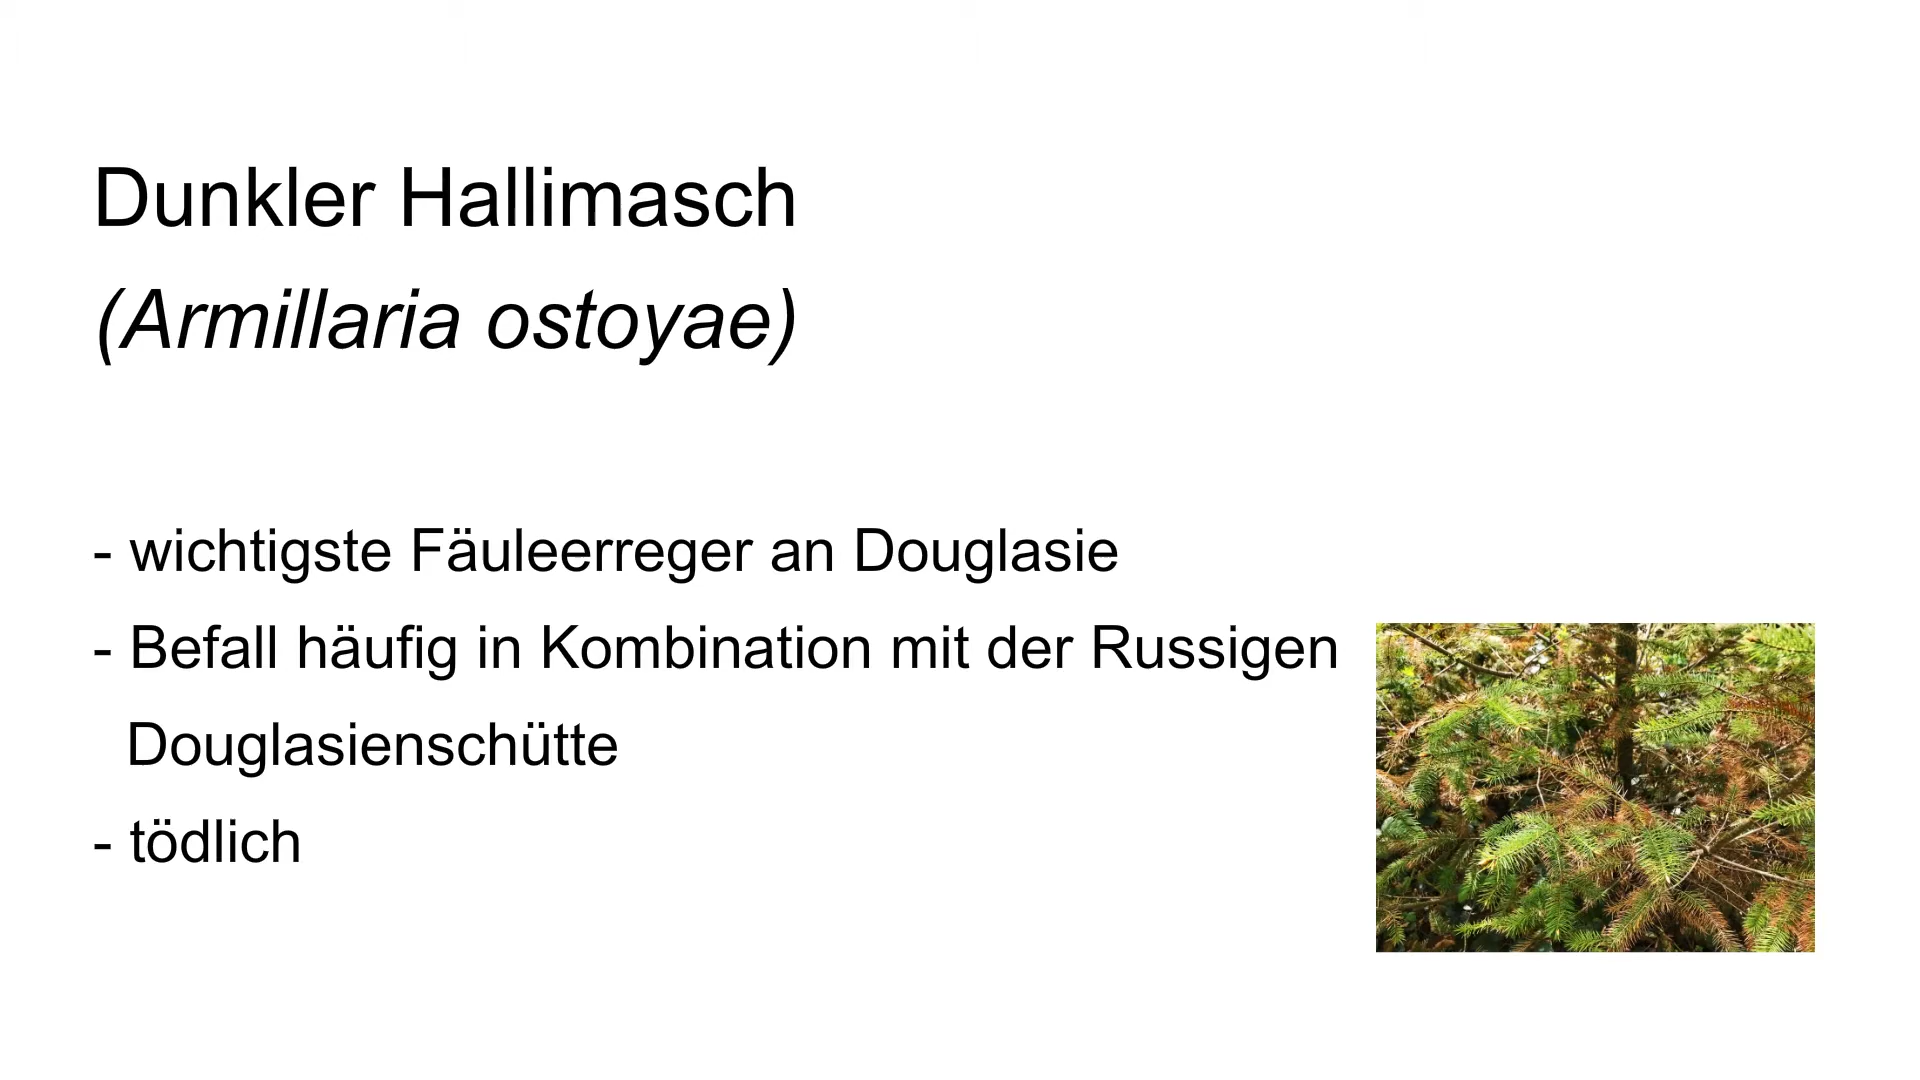 Dunkler Hallimasch
(Armillaria ostoyae)
- wichtigste Fäuleerreger an Douglasie
- Befall häufig in Kombination mit der Russigen
Douglasienschütte
- tödlich